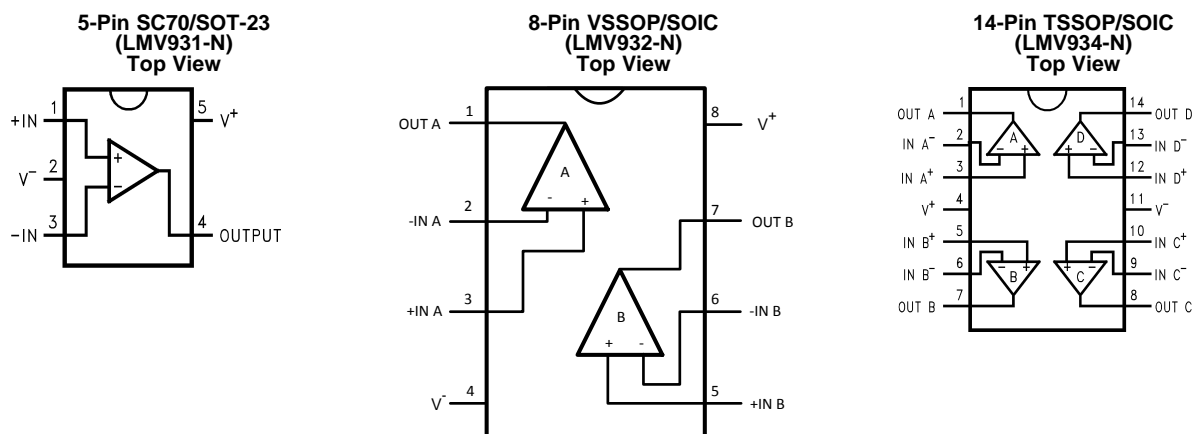 5-Pin SC70/SOT-23
(LMV931-N)
Top View
+IN
1
V⁻
2
−IN
3
+
−
5
V⁺
4
OUTPUT
8-Pin VSSOP/SOIC
(LMV932-N)
Top View
OUT A
1
-IN A
2
+IN A
3
V⁻
4
A
-
+
B
+
-
8
V⁺
7
OUT B
6
-IN B
5
+IN B
14-Pin TSSOP/SOIC
(LMV934-N)
Top View
OUT A
1
IN A⁻
2
IN A⁺
3
V⁺
4
IN B⁺
5
IN B⁻
6
OUT B
7
A
−
+
D
+
−
−
+
B
+
−
C
14
OUT D
13
IN D⁻
12
IN D⁺
11
V⁻
10
IN C⁺
9
IN C⁻
8
OUT C